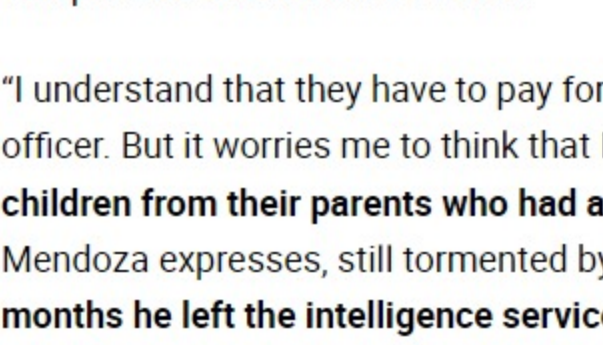 “I understand that they have to pay for
officer. But it worries me to think that
children from their parents who had a
Mendoza expresses, still tormented by
months he left the intelligence service